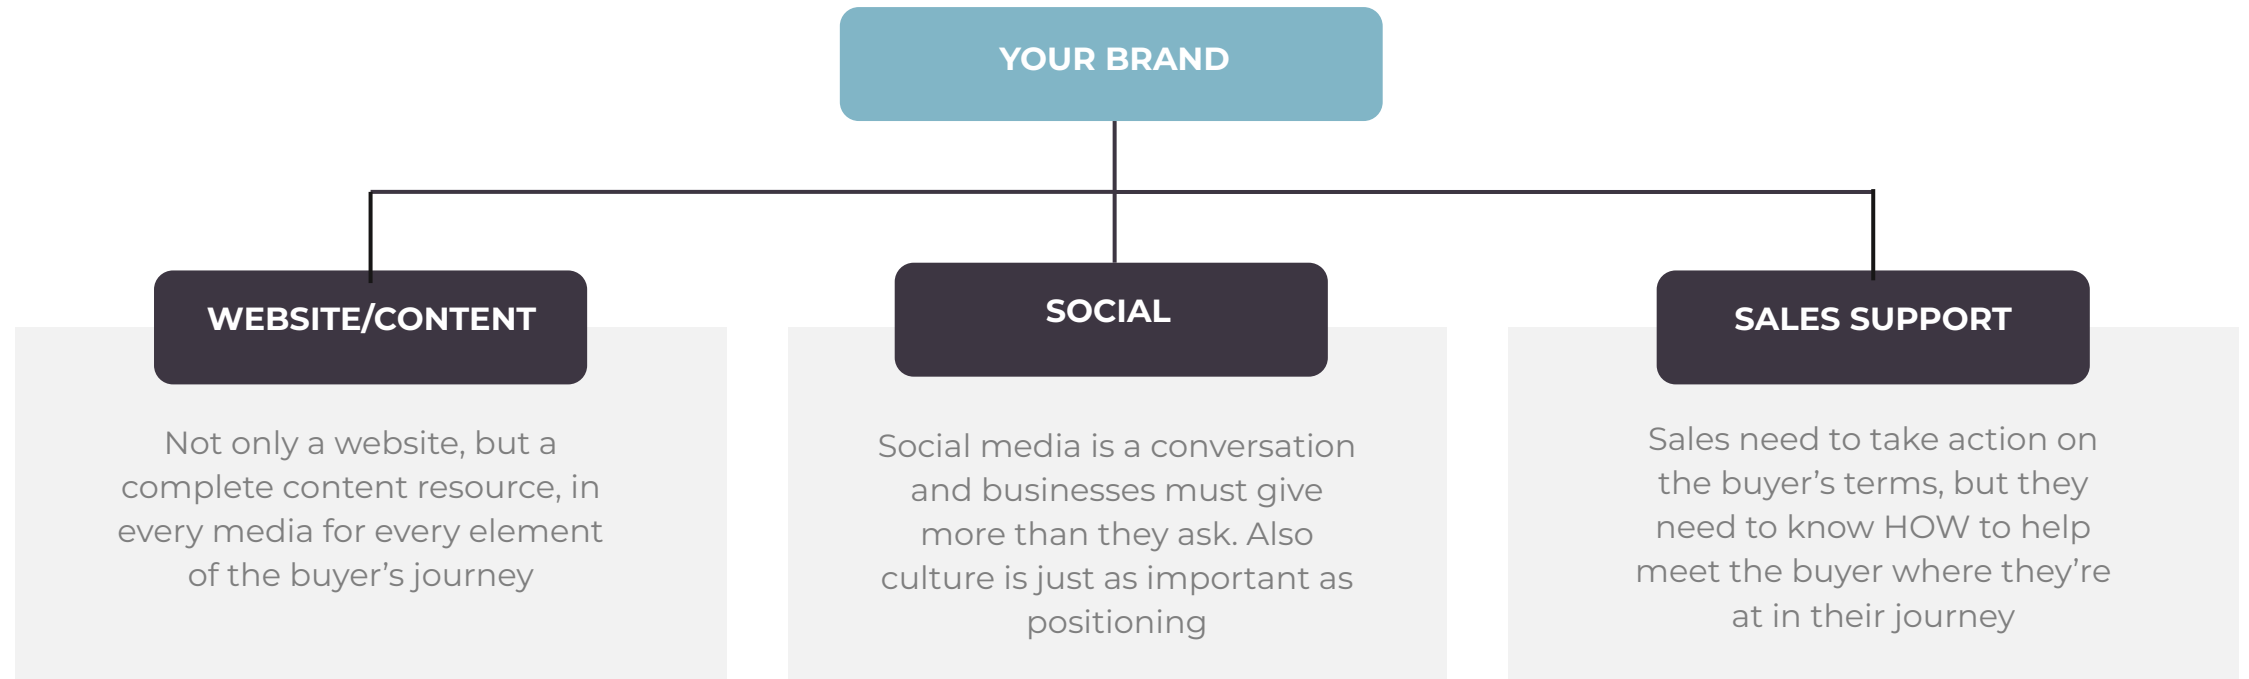 YOUR BRAND
WEBSITE/CONTENT
Not only a website, but a
complete content resource, in
every media for every element
of the buyer’s journey
SOCIAL
Social media is a conversation
and businesses must give
more than they ask. Also
culture is just as important as
positioning
SALES SUPPORT
Sales need to take action on
the buyer’s terms, but they
need to know HOW to help
meet the buyer where they’re
at in their journey